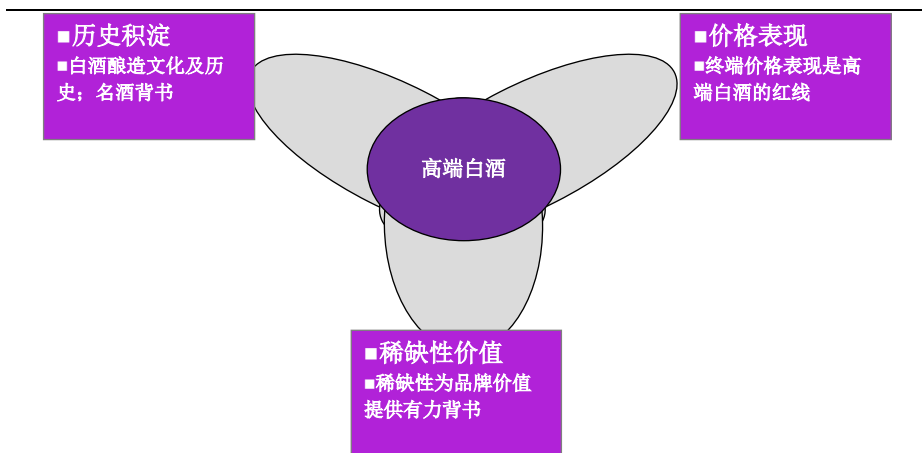 ■历史积淀
■白酒酿造文化及历
史；名酒背书
■价格表现
■终端价格表现是高
端白酒的红线
高端白酒
■稀缺性价值
■稀缺性为品牌价值
提供有力背书